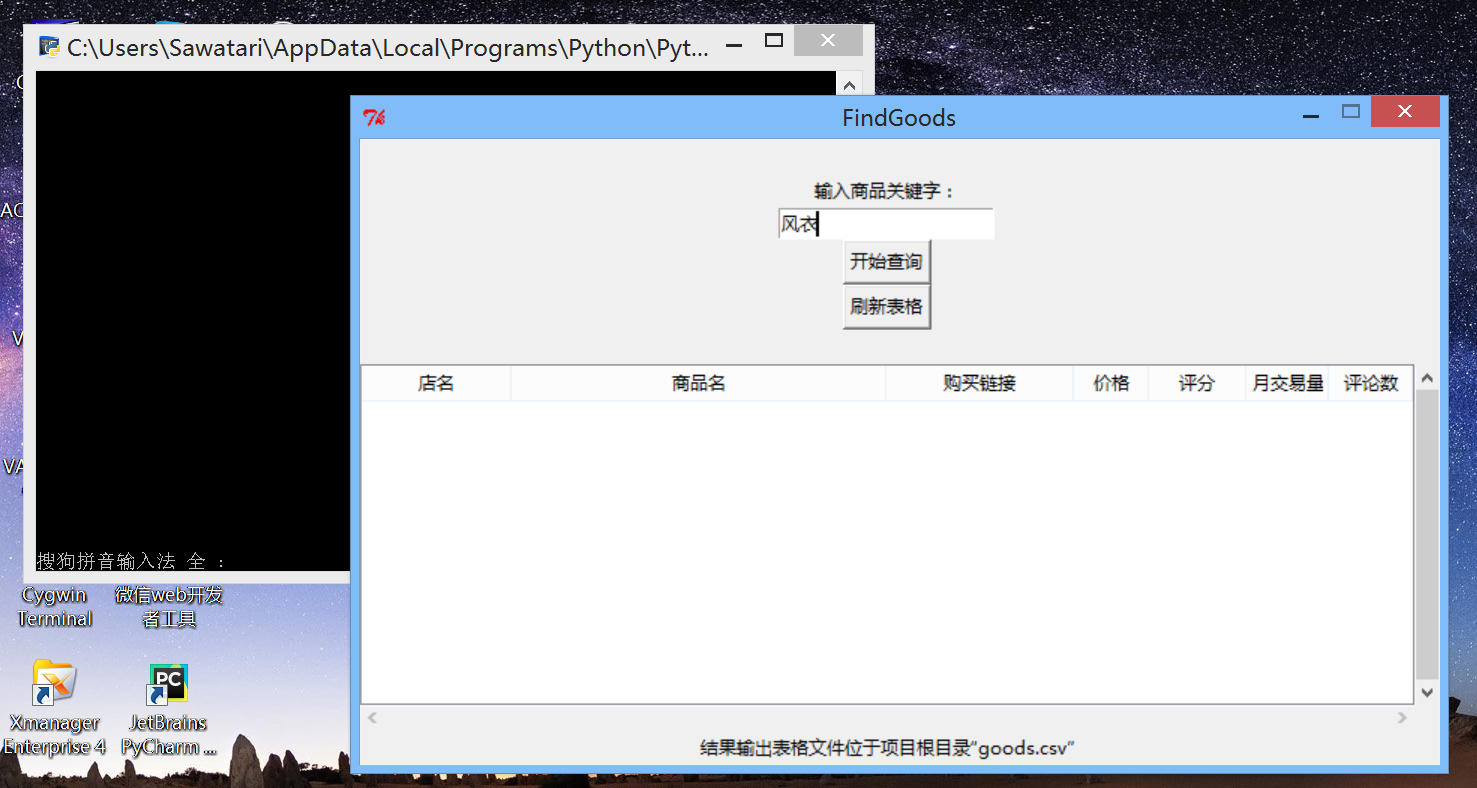 C:\Users\Sawatari\AppData\Local\Programs\Python\Pyt...
FindGoods
输入商品关键字：
风衣
开始查询
刷新表格
店名 商品名 购买链接 价格 评分 月交易量 评论数
结果输出表格文件位于项目根目录“goods.csv”
搜狗拼音输入法 全 :
Cygwin
Terminal
微信web开发
者工具
Xmanager
Enterprise 4
JetBrains
PyCharm ...